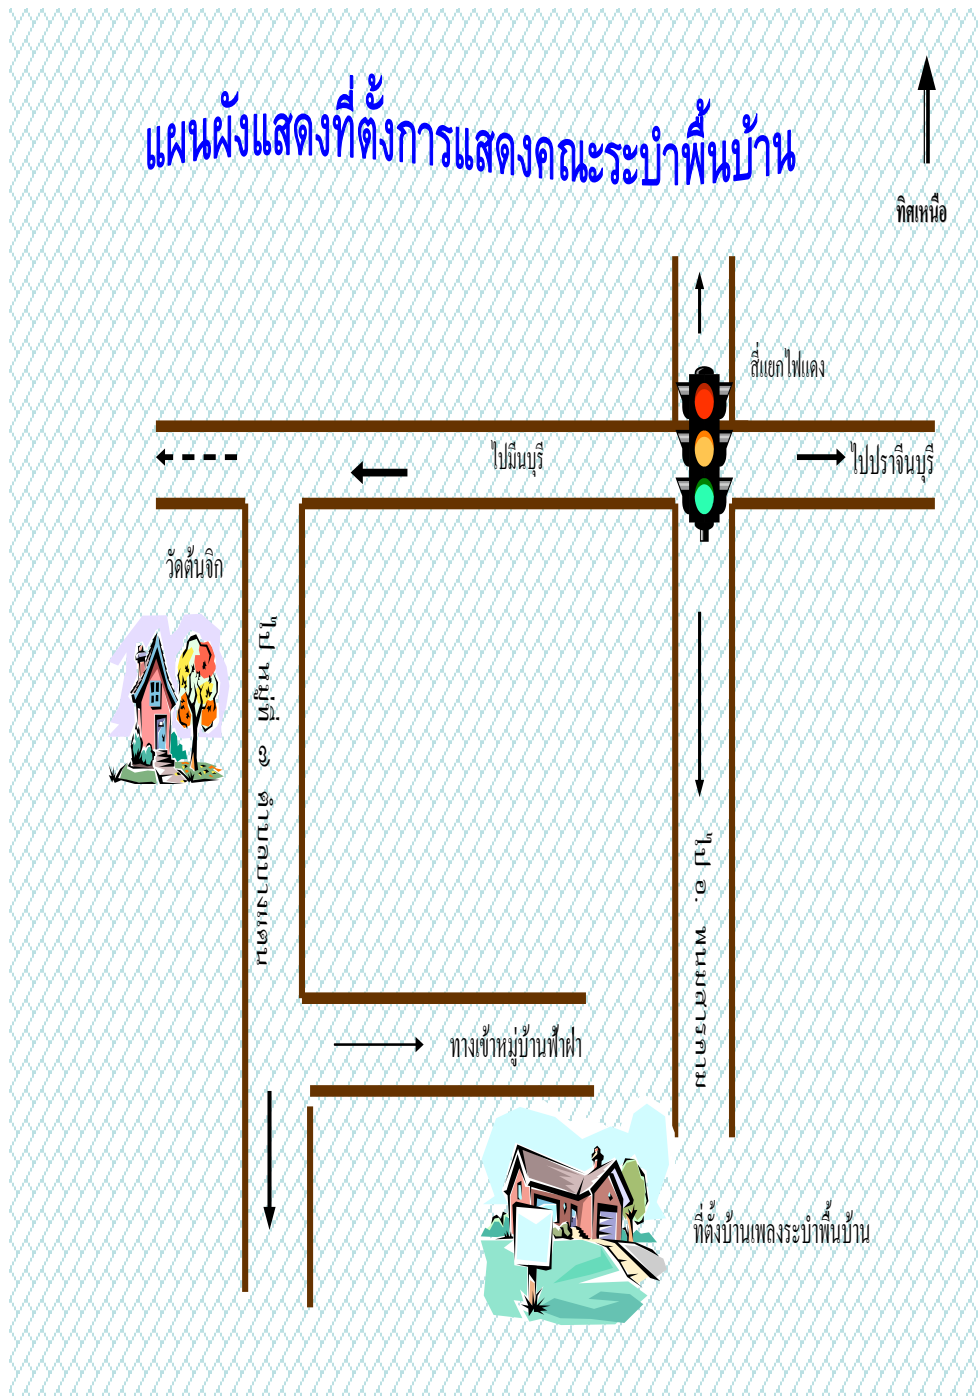 แผนผังแสดงที่ตั้งการแสดงคณะระบำพื้นบ้าน
ทิศเหนือ
สี่แยกไฟแดง
ไปมีนบุรี
ไปปราจีนบุรี
วัดต้นจิก
ไป หมู่ที่ ๑ ตำบลบางแตน
ไป อ. พนมสารคาม
ทางเข้าหมู่บ้านฟ้าฝ่า
ที่ตั้งบ้านเพลงระบำพื้นบ้าน